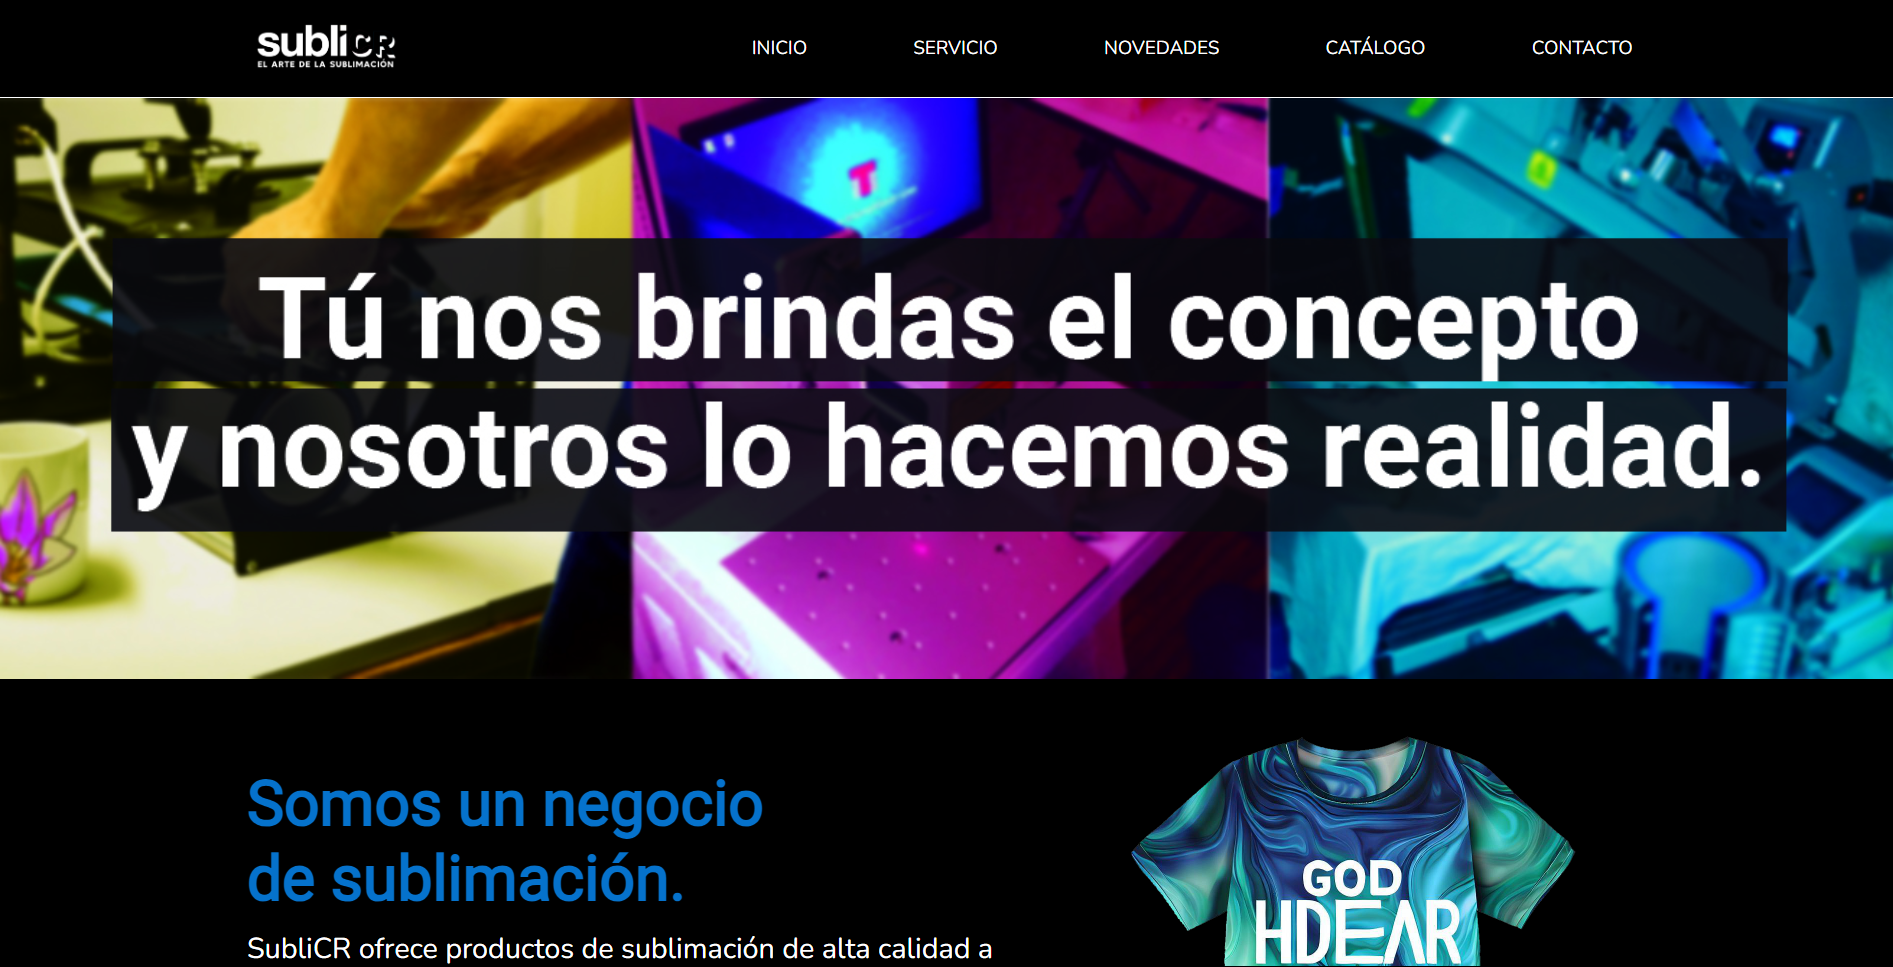 subliCR
EL ARTE DE LA SUBLIMACIÓN
INICIO
SERVICIO
NOVEDADES
CATÁLOGO
CONTACTO
Tú nos brindas el concepto
y nosotros lo hacemos realidad.
Somos un negocio
de sublimación.
SubliCR ofrece productos de sublimación de alta calidad a
GOD
HDEAR